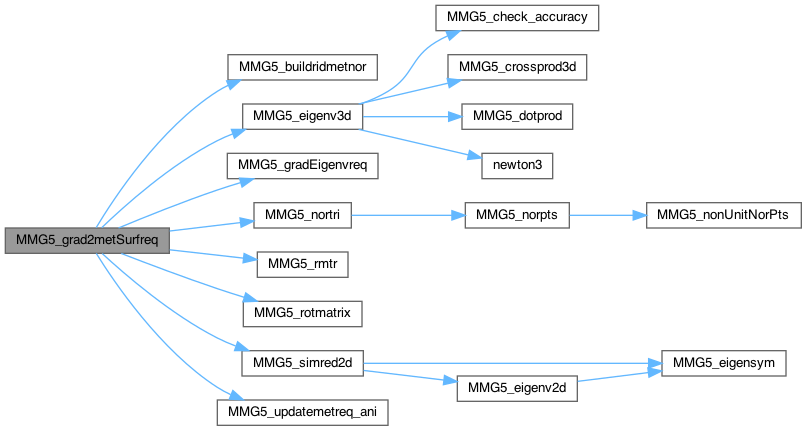 MMG5_grad2metSurfreq
MMG5_buildridmetnor
MMG5_eigenv3d
MMG5_check_accuracy
MMG5_crossprod3d
MMG5_dotprod
newton3
MMG5_gradEigenvreq
MMG5_nortri
MMG5_norpts
MMG5_nonUnitNorPts
MMG5_rmtr
MMG5_rotmatrix
MMG5_simred2d
MMG5_eigensym
MMG5_eigenv2d
MMG5_updatemetreq_ani